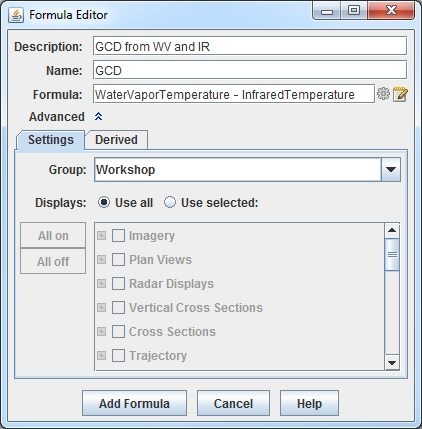 Formula Editor
Description: GCD from WV and IR
Name: GCD
Formula: WaterVaporTemperature - InfraredTemperature
Advanced
Settings Derived
Group: Workshop
Displays: Use all Use selected:
All on
All off
Imagery
Plan Views
Radar Displays
Vertical Cross Sections
Cross Sections
Trajectory
Add Formula Cancel Help